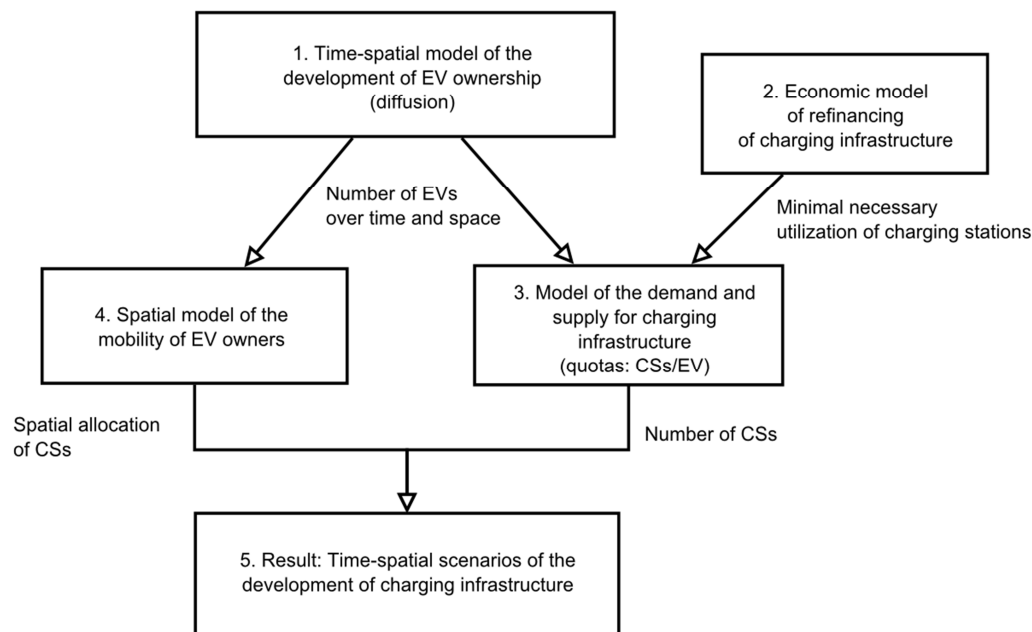 1. Time-spatial model of the
development of EV ownership
(diffusion)
2. Economic model
of refinancing
of charging infrastructure
Number of EVs
over time and space
Minimal necessary
utilization of charging stations
4. Spatial model of the
mobility of EV owners
3. Model of the demand and
supply for charging
infrastructure
(quotas: CSs/EV)
Spatial allocation
of CSs
Number of CSs
5. Result: Time-spatial scenarios of the
development of charging infrastructure